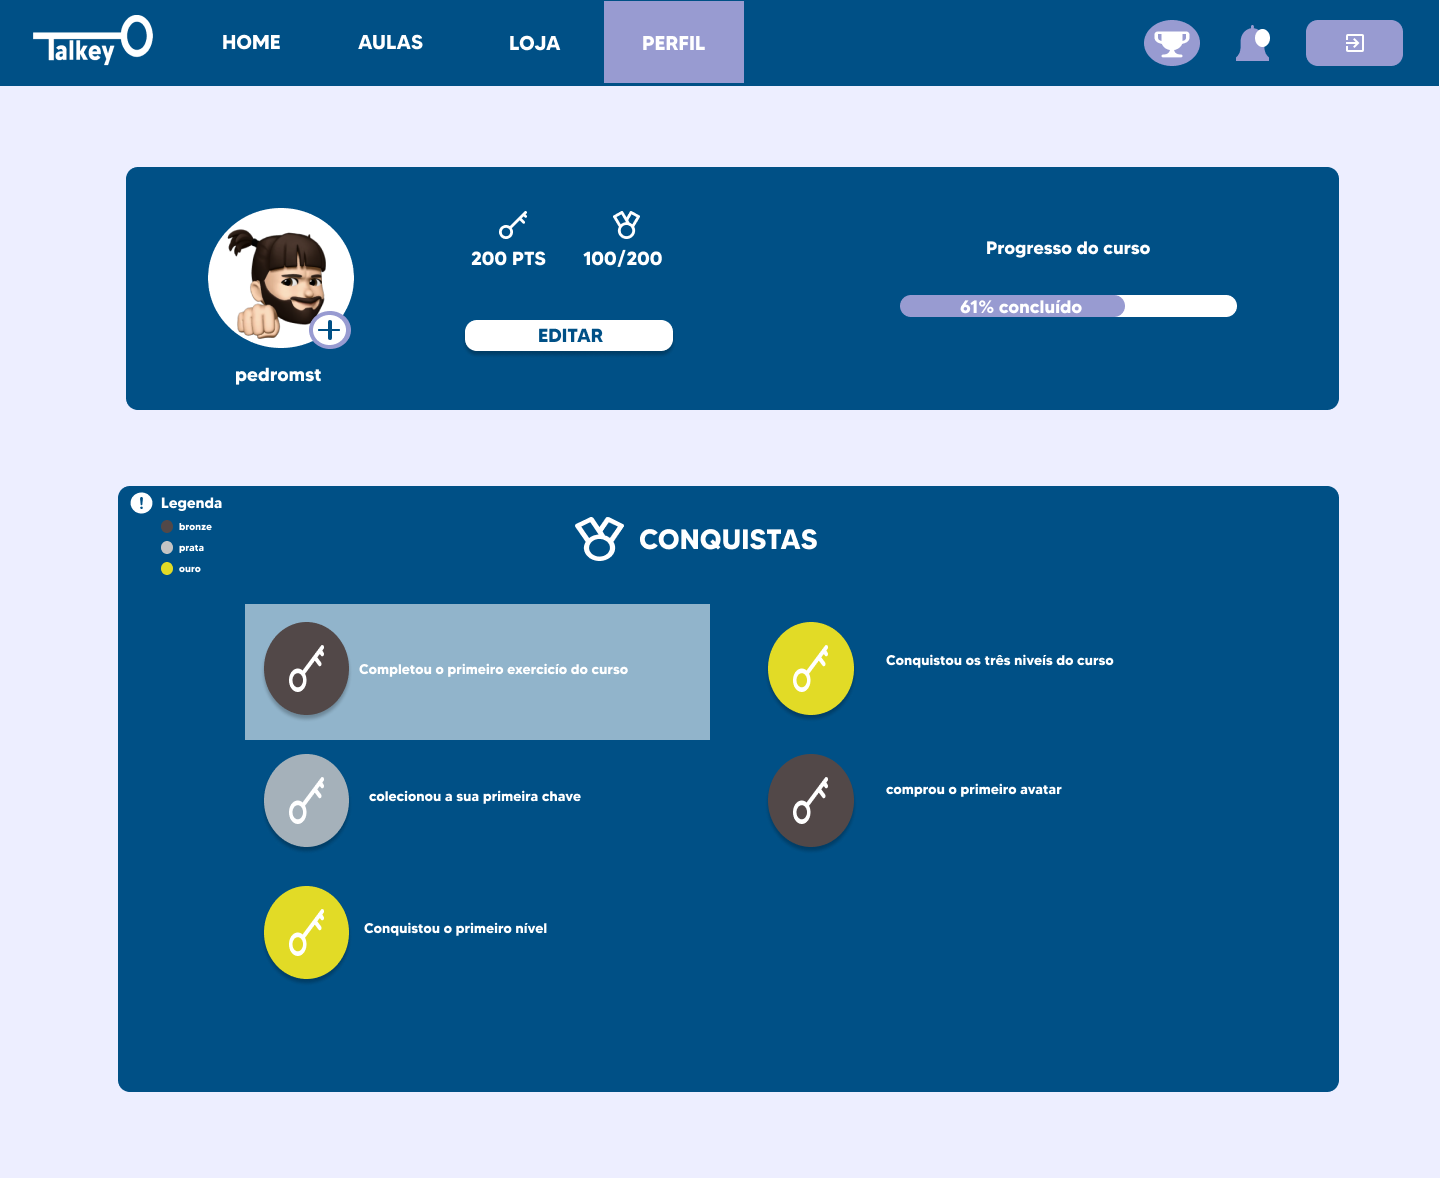 Talkey
HOME
AULAS
LOJA
PERFIL
200 PTS
100/200
EDITAR
pedromst
Progresso do curso
61% concluído
! Legenda
bronze
prata
ouro
CONQUISTAS
Completou o primeiro exercicío do curso
Conquistou os três niveís do curso
colecionou a sua primeira chave
comprou o primeiro avatar
Conquistou o primeiro nível